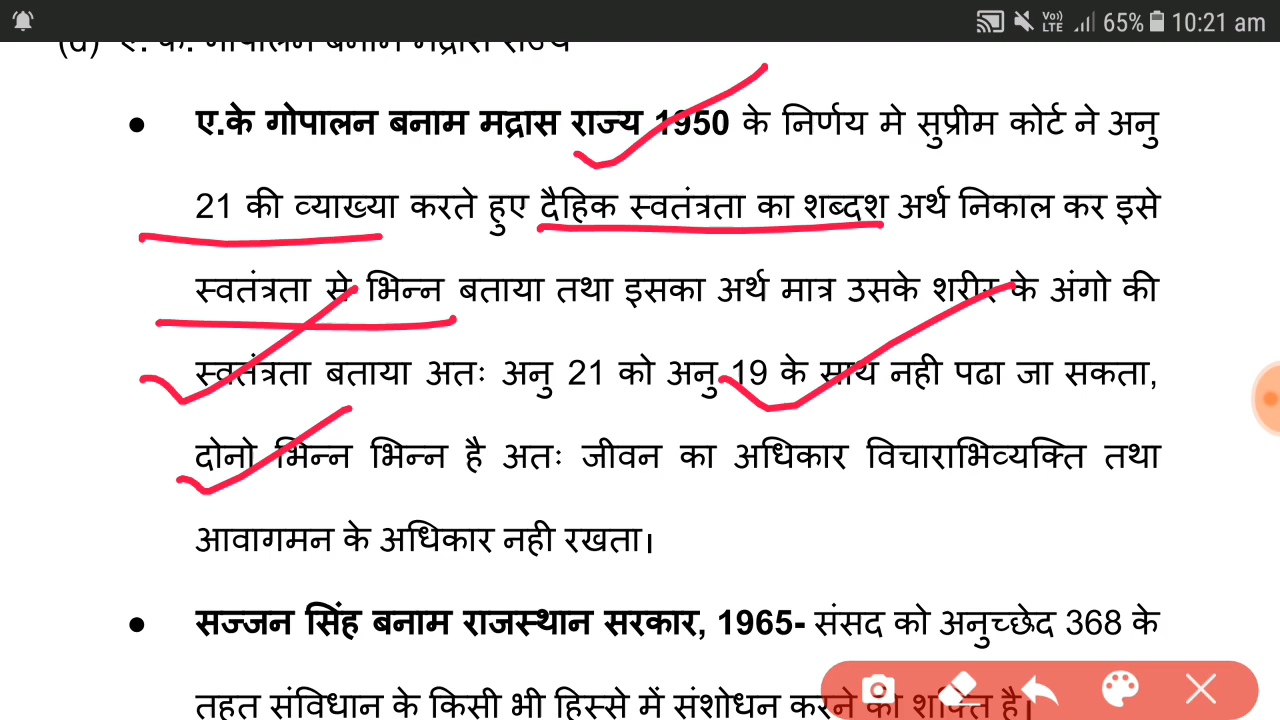 65% 10:21 am
(d) ए. के. गोपालन बनाम मद्रास राज्य
● ए.के गोपालन बनाम मद्रास राज्य 1950 के निर्णय मे सुप्रीम कोर्ट ने अनु
21 की व्याख्या करते हुए दैहिक स्वतंत्रता का शब्दश अर्थ निकाल कर इसे
स्वतंत्रता से भिन्न बताया तथा इसका अर्थ मात्र उसके शरीर के अंगो की
स्वतंत्रता बताया अतः अनु 21 को अनु 19 के साथ नही पढा जा सकता,
दोनो भिन्न भिन्न है अतः जीवन का अधिकार विचाराभिव्यक्ति तथा
आवागमन के अधिकार नही रखता।
● सज्जन सिंह बनाम राजस्थान सरकार, 1965- संसद को अनुच्छेद 368 के
तहत संविधान के किसी भी हिस्से में संशोधन करने की शक्ति है।